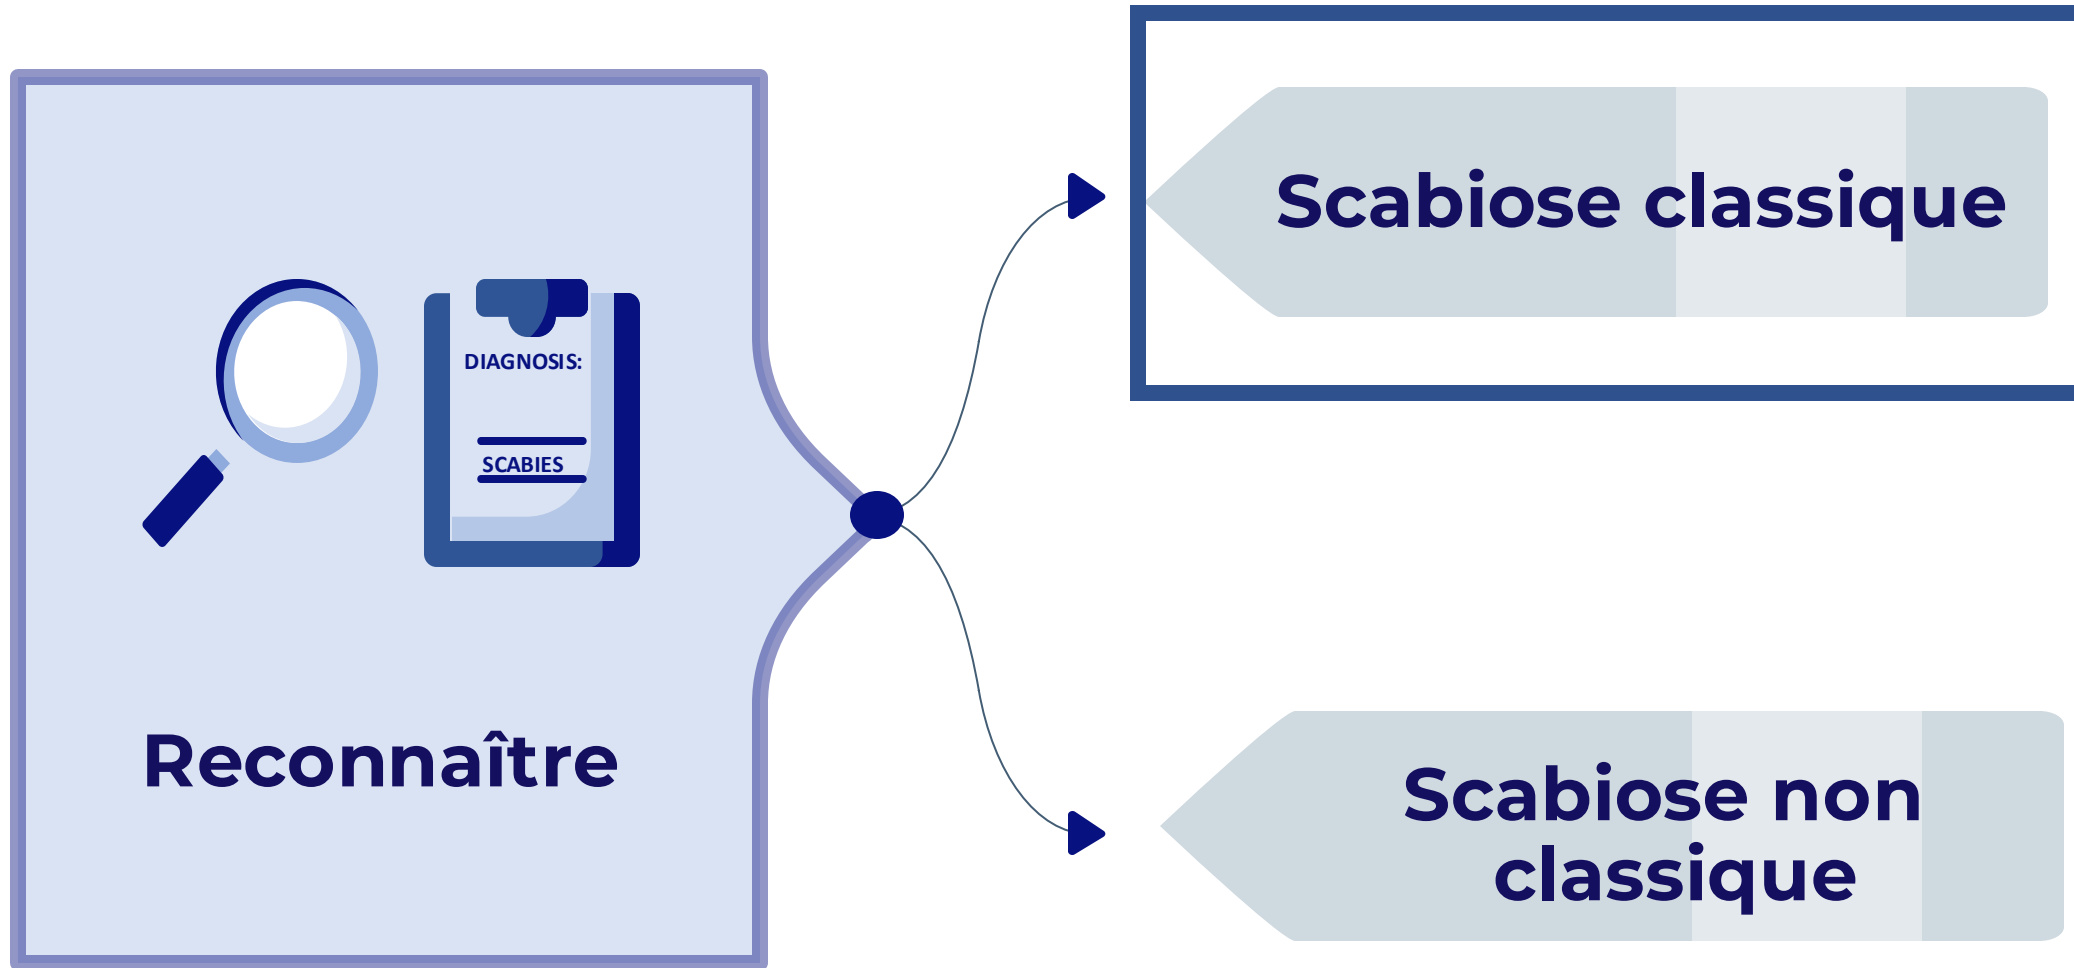 Scabiose classique
DIAGNOSIS:
SCABIES
Reconnaître
Scabiose non
classique